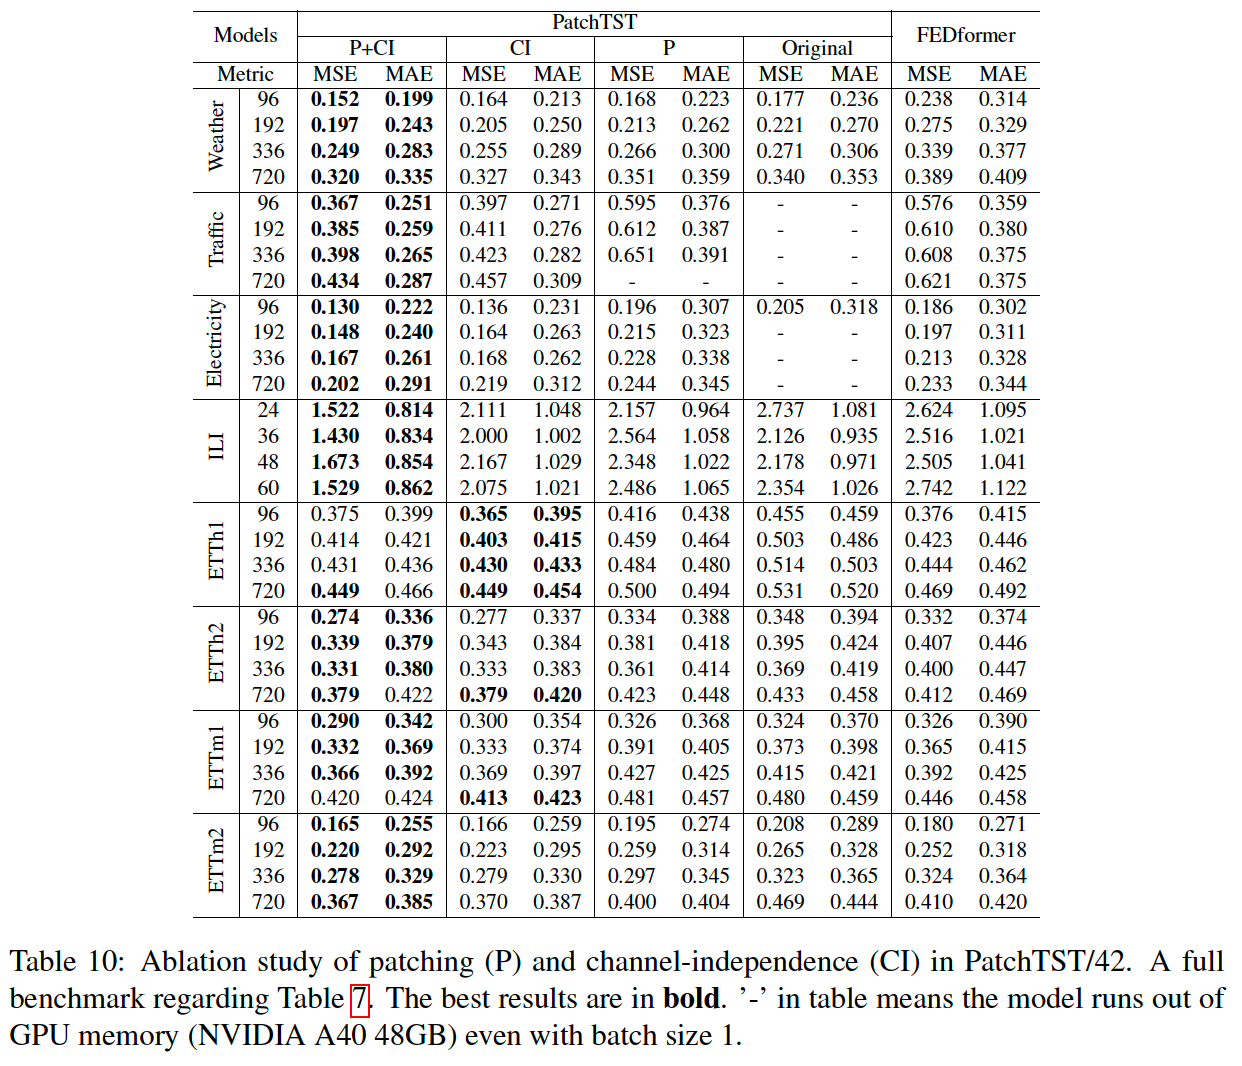 Models PatchTST FEDformer
P+CI CI P Original
Metric MSE MAE MSE MAE MSE MAE MSE MAE MSE MAE
Weather
96 0.152 0.199 0.164 0.213 0.168 0.223 0.177 0.236 0.238 0.314
192 0.197 0.243 0.205 0.250 0.213 0.262 0.221 0.270 0.275 0.329
336 0.249 0.283 0.255 0.289 0.266 0.300 0.271 0.306 0.339 0.377
720 0.320 0.335 0.327 0.343 0.351 0.359 0.340 0.353 0.389 0.409
Traffic
96 0.367 0.251 0.397 0.271 0.595 0.376 - - 0.576 0.359
192 0.385 0.259 0.411 0.276 0.612 0.387 - - 0.610 0.380
336 0.398 0.265 0.423 0.282 0.651 0.391 - - 0.608 0.375
720 0.434 0.287 0.457 0.309 - - - - 0.621 0.375
Electricity
96 0.130 0.222 0.136 0.231 0.196 0.307 0.205 0.318 0.186 0.302
192 0.148 0.240 0.164 0.263 0.215 0.323 - - 0.197 0.311
336 0.167 0.261 0.168 0.262 0.228 0.338 - - 0.213 0.328
720 0.202 0.291 0.219 0.312 0.244 0.345 - - 0.233 0.344
ILI
24 1.522 0.814 2.111 1.048 2.157 0.964 2.737 1.081 2.624 1.095
36 1.430 0.834 2.000 1.002 2.564 1.058 2.126 0.935 2.516 1.021
48 1.673 0.854 2.167 1.029 2.348 1.022 2.178 0.971 2.505 1.041
60 1.529 0.862 2.075 1.021 2.486 1.065 2.354 1.026 2.742 1.122
ETTh1
96 0.375 0.399 0.365 0.395 0.416 0.438 0.455 0.459 0.376 0.415
192 0.414 0.421 0.403 0.415 0.459 0.464 0.503 0.486 0.423 0.446
336 0.431 0.436 0.430 0.433 0.484 0.480 0.514 0.503 0.444 0.462
720 0.449 0.466 0.449 0.454 0.500 0.494 0.531 0.520 0.469 0.492
ETTh2
96 0.274 0.336 0.277 0.337 0.334 0.388 0.348 0.394 0.332 0.374
192 0.339 0.379 0.343 0.384 0.381 0.418 0.395 0.424 0.407 0.446
336 0.331 0.380 0.333 0.383 0.361 0.414 0.369 0.419 0.400 0.447
720 0.379 0.422 0.379 0.420 0.423 0.448 0.433 0.458 0.412 0.469
ETTm1
96 0.290 0.342 0.300 0.354 0.326 0.368 0.324 0.370 0.326 0.390
192 0.332 0.369 0.333 0.374 0.391 0.405 0.373 0.398 0.365 0.415
336 0.366 0.392 0.369 0.397 0.427 0.425 0.415 0.421 0.392 0.425
720 0.420 0.424 0.413 0.423 0.481 0.457 0.480 0.459 0.446 0.458
ETTm2
96 0.165 0.255 0.166 0.259 0.195 0.274 0.208 0.289 0.180 0.271
192 0.220 0.292 0.223 0.295 0.259 0.314 0.265 0.328 0.252 0.318
336 0.278 0.329 0.279 0.330 0.297 0.345 0.323 0.365 0.324 0.364
720 0.367 0.385 0.370 0.387 0.400 0.404 0.469 0.444 0.410 0.420
Table 10: Ablation study of patching (P) and channel-independence (CI) in PatchTST/42. A full
benchmark regarding Table 7. The best results are in bold. ’-’ in table means the model runs out of
GPU memory (NVIDIA A40 48GB) even with batch size 1.